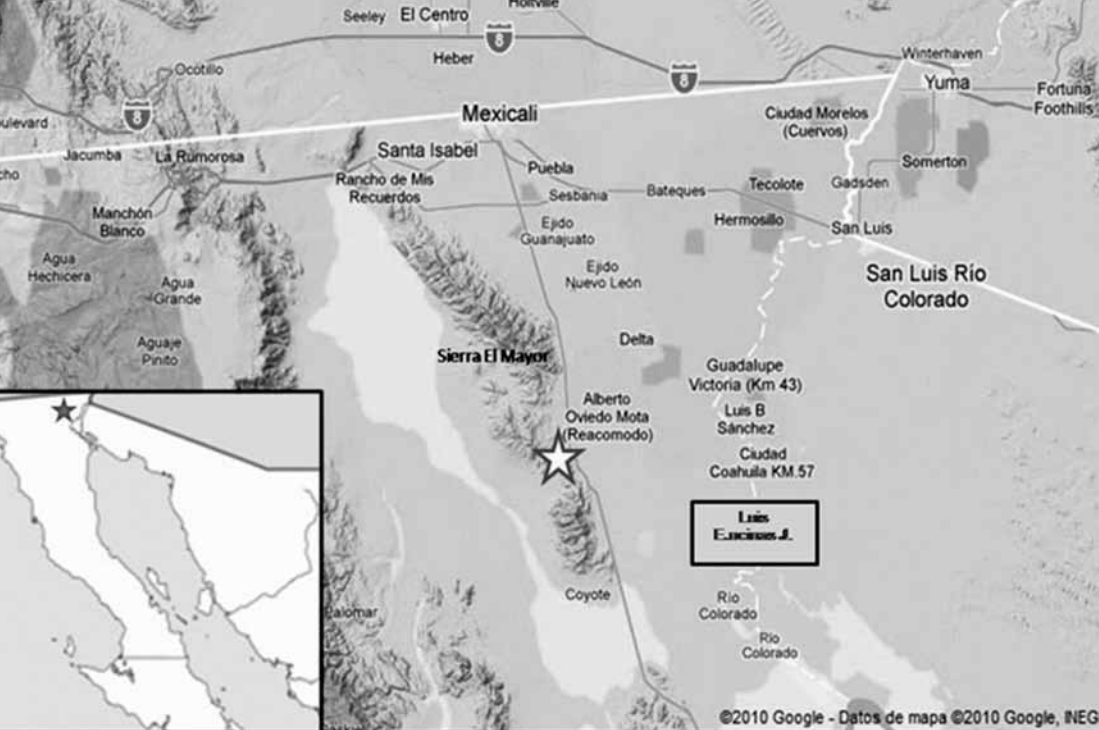 Holtville
Seeley
El Centro
8
Heber
Ocotillo
8
8
Winterhaven
Yuma
Fortuna
Foothills
Mexicali
Ciudad Morelos
(Cuervos)
Jacumba
La Rumorosa
Santa Isabel
Puebla
Somerton
Rancho de Mis
Recuerdos
Sesbania
Bateques
Tecolote
Gadsden
Manchón
Blanco
Ejido
Guanajuato
Hermosillo
San Luis
Agua
Hechicera
Agua
Grande
Ejido
Nuevo León
San Luis Río
Colorado
Aguaje
Pinito
Sierra El Mayor
Delta
Guadalupe
Victoria (Km 43)
Alberto
Oviedo Mota
(Reacomodo)
Luis B
Sánchez
Ciudad
Coahuila KM.57
Luis
Encinas J.
Coyote
Palomar
Río
Colorado
Río
Colorado
©2010 Google - Datos de mapa ©2010 Google, INEG